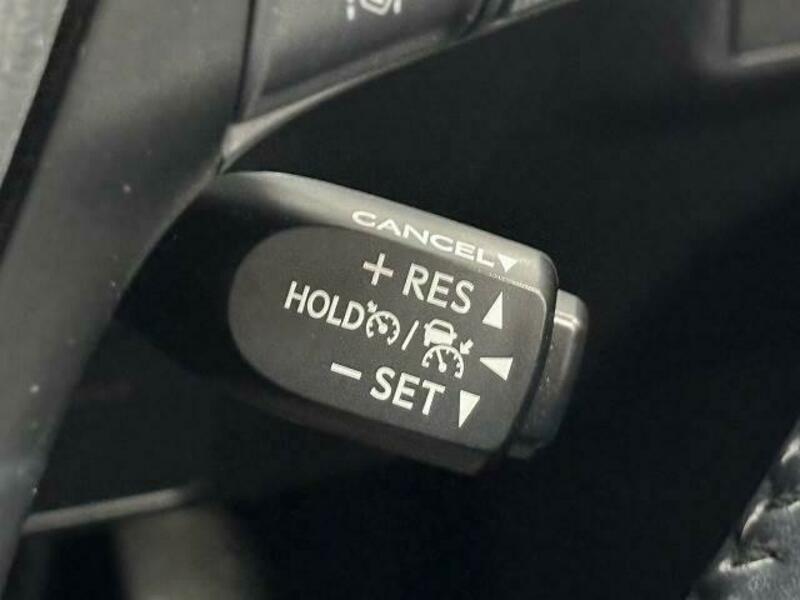 CANCEL▼
+ RES ▲
HOLD / ◀
− SET ▼